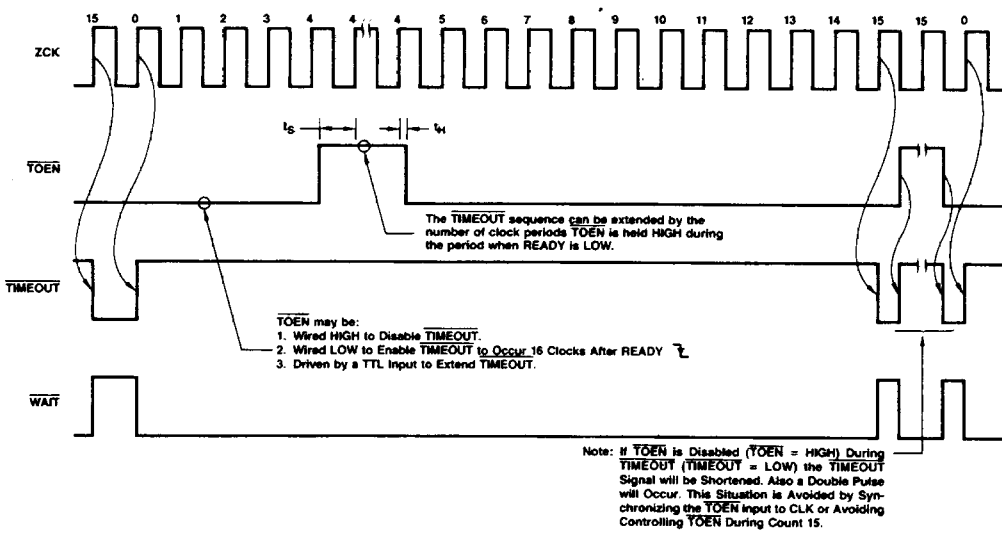 15 0 1 2 3 4 4 4 4 5 6 7 8 9 10 11 12 13 14 15 15 0
ZCK
tS tH
TOEN
The TIMEOUT sequence can be extended by the
number of clock periods TOEN is held HIGH during
the period when READY is LOW.
TIMEOUT
TOEN may be:
1. Wired HIGH to Disable TIMEOUT.
2. Wired LOW to Enable TIMEOUT to Occur 16 Clocks After READY
3. Driven by a TTL Input to Extend TIMEOUT.
WAIT
Note: If TOEN is Disabled (TOEN = HIGH) During
TIMEOUT (TIMEOUT = LOW) the TIMEOUT
Signal will be Shortened. Also a Double Pulse
will Occur. This Situation is Avoided by Syn-
chronizing the TOEN Input to CLK or Avoiding
Controlling TOEN During Count 15.